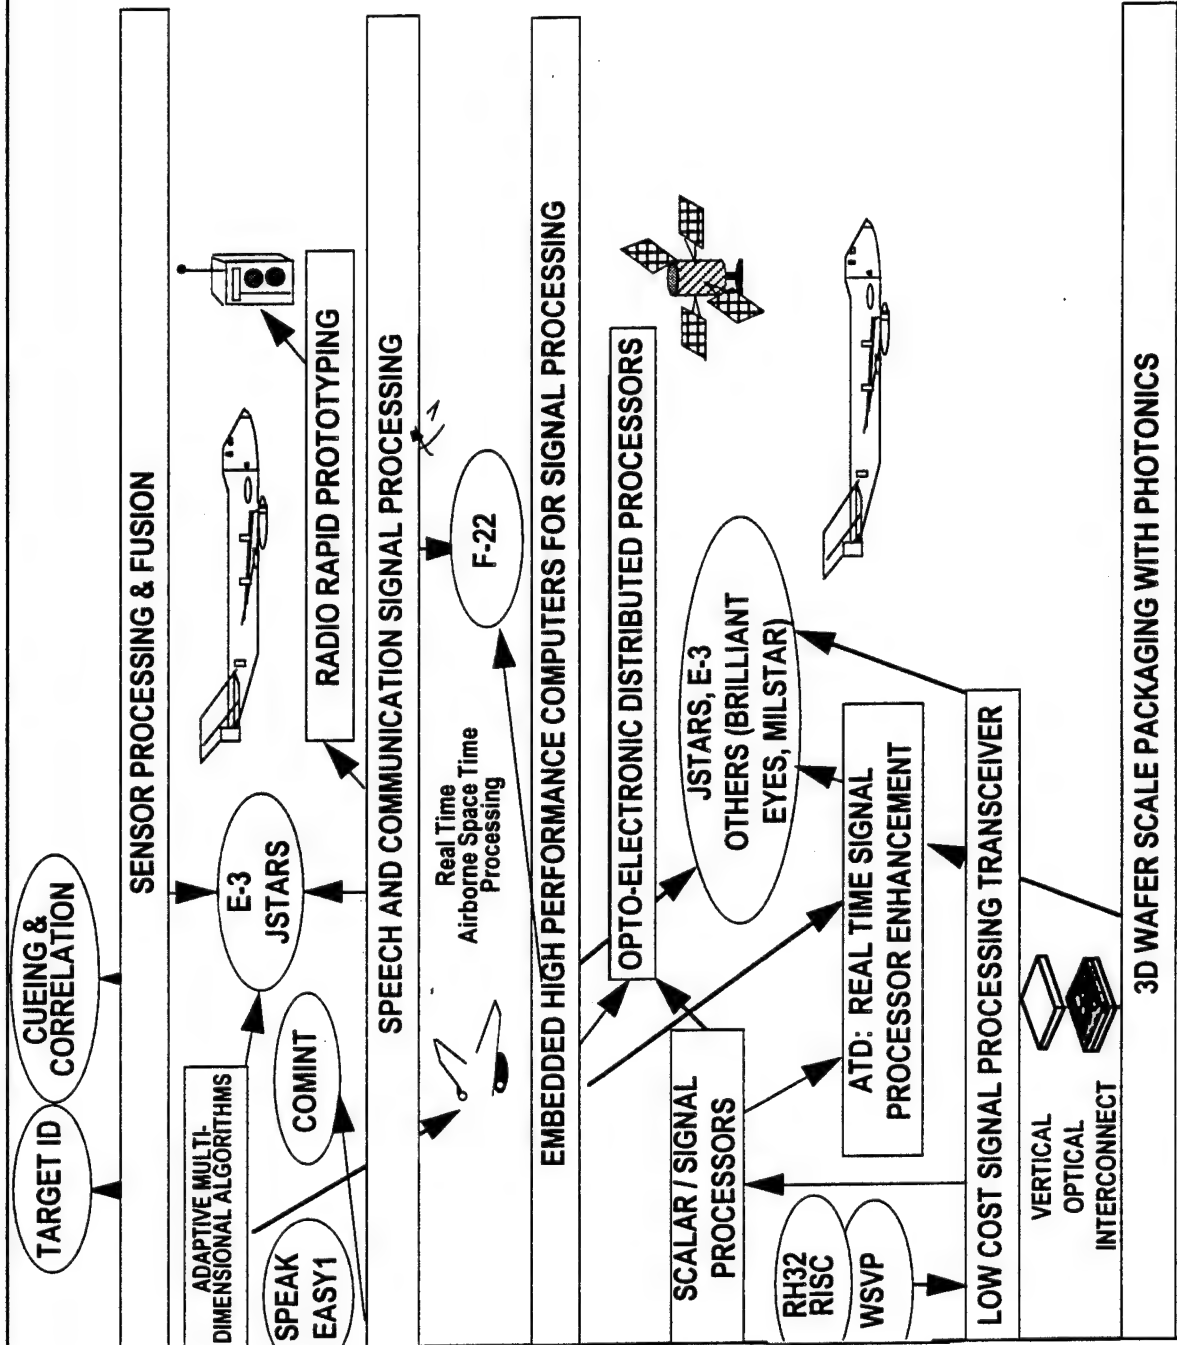 TARGET ID
CUEING &
CORRELATION
SENSOR PROCESSING & FUSION
ADAPTIVE MULTI-
DIMENSIONAL ALGORITHMS
E-3
JSTARS
SPEAK
EASY1
COMINT
RADIO RAPID PROTOTYPING
SPEECH AND COMMUNICATION SIGNAL PROCESSING
Real Time
Airborne Space Time
Processing
F-22
EMBEDDED HIGH PERFORMANCE COMPUTERS FOR SIGNAL PROCESSING
OPTO-ELECTRONIC DISTRIBUTED PROCESSORS
SCALAR / SIGNAL
PROCESSORS
JSTARS, E-3
OTHERS (BRILLIANT
EYES, MILSTAR)
RH32
RISC
WSVP
ATD: REAL TIME SIGNAL
PROCESSOR ENHANCEMENT
LOW COST SIGNAL PROCESSING TRANSCEIVER
VERTICAL
OPTICAL
INTERCONNECT
3D WAFER SCALE PACKAGING WITH PHOTONICS